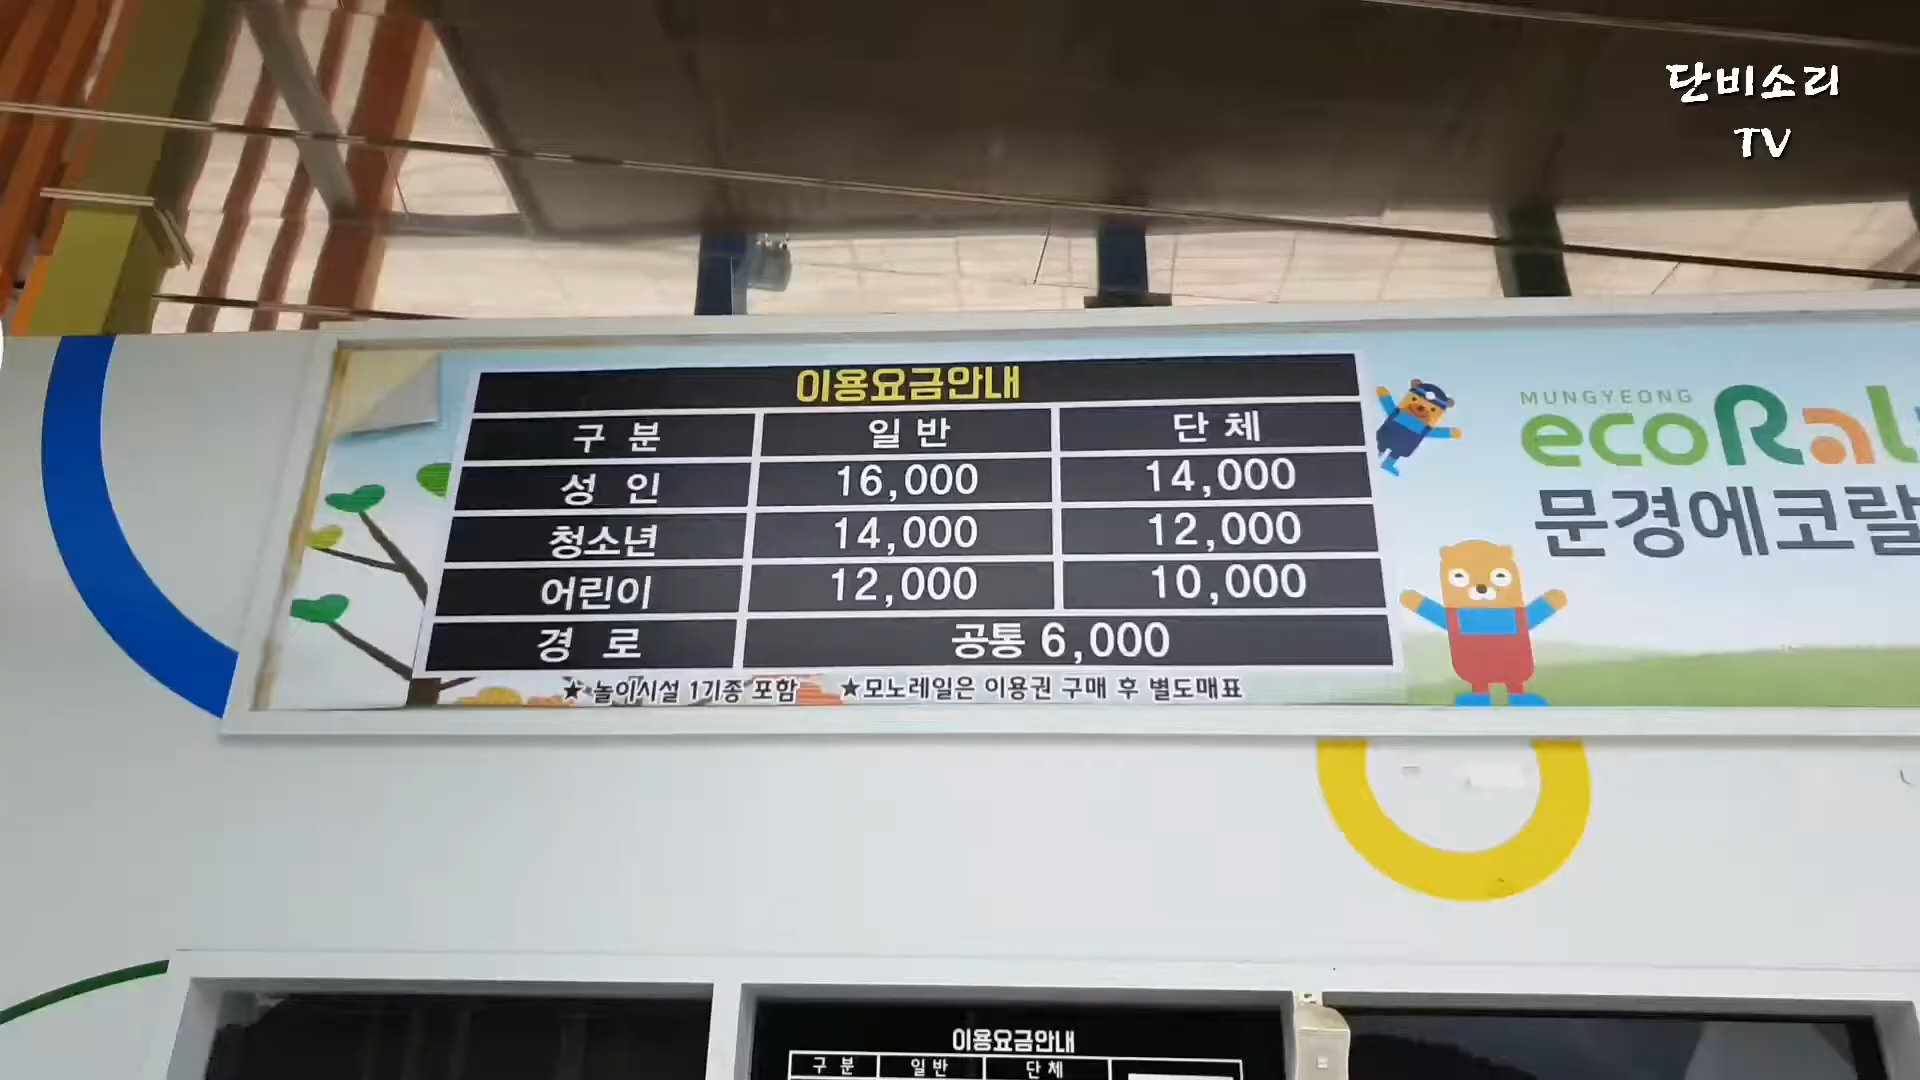 단비소리
TV
이용요금안내
구 분 일 반 단 체
성 인 16,000 14,000
청소년 14,000 12,000
어린이 12,000 10,000
경 로 공통 6,000
★ 놀이시설 1기종 포함 ★모노레일은 이용권 구매 후 별도매표
MUNGYEONG
ecoRal
문경에코랄
이용요금안내
구 분 일 반 단 체